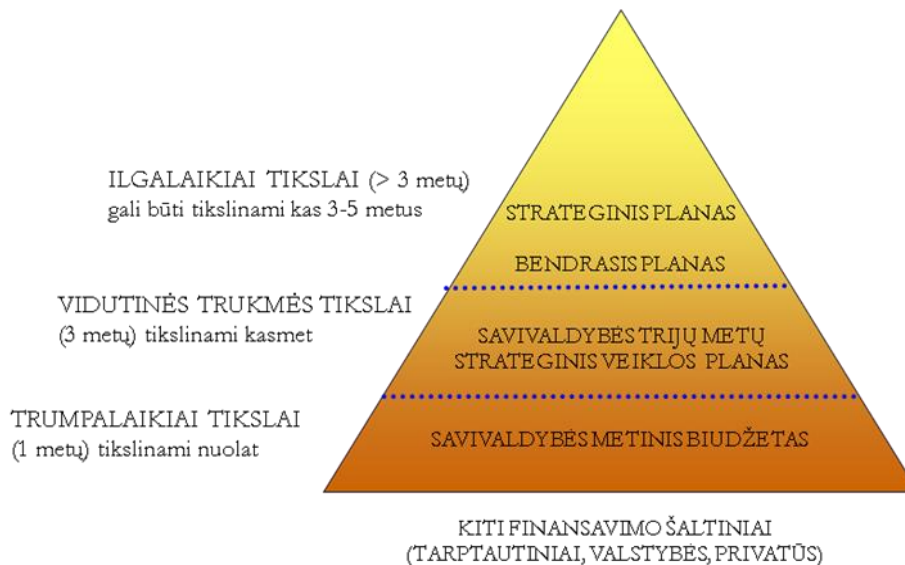 ILGALAIKIAI TIKSLAI (> 3 metų)
gali būti tikslinami kas 3-5 metus
STRATEGINIS PLANAS
BENDRASIS PLANAS
VIDUTINĖS TRUKMĖS TIKSLAI
(3 metų) tikslinami kasmet
SAVIVALDYBĖS TRIJŲ METŲ
STRATEGINIS VEIKLOS PLANAS
TRUMPALAIKIAI TIKSLAI
(1 metų) tikslinami nuolat
SAVIVALDYBĖS METINIS BIUDŽETAS
KITI FINANSAVIMO ŠALTINIAI
(TARPTAUTINIAI, VALSTYBĖS, PRIVATŪS)